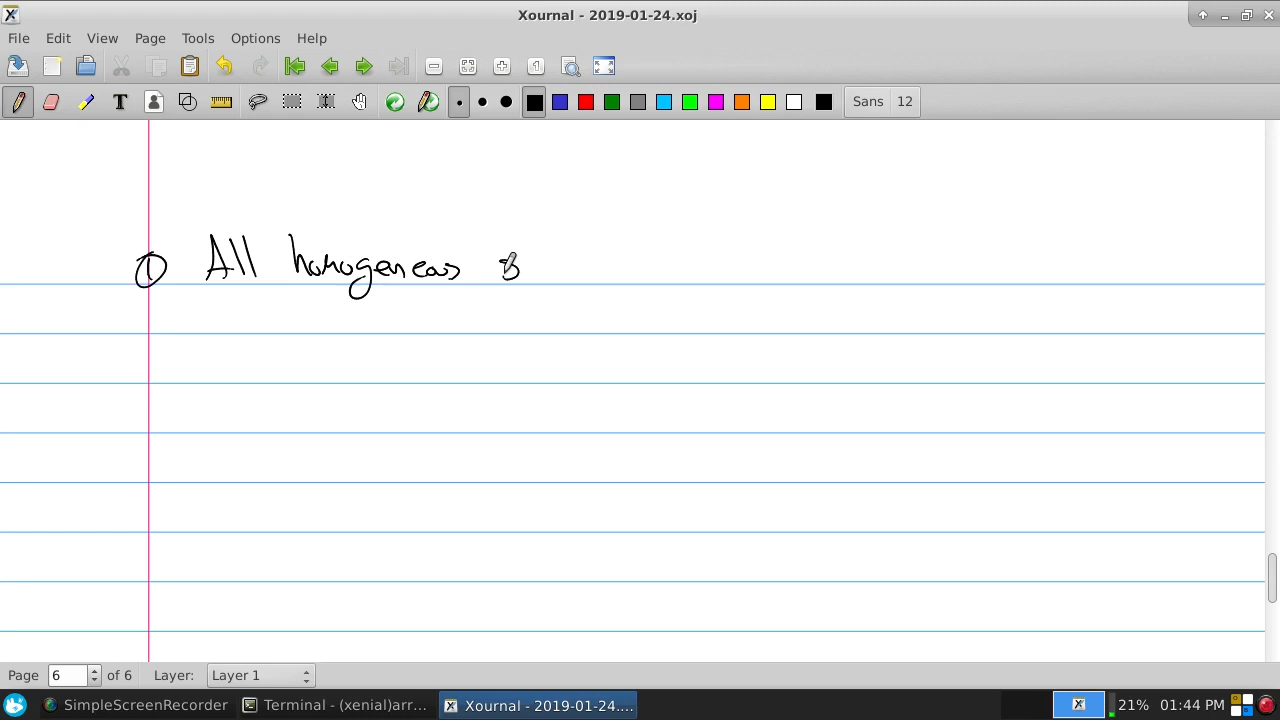 Xournal - 2019-01-24.xoj
File Edit View Page Tools Options Help
Sans 12
① All homogeneas s
Page 6 of 6 Layer: Layer 1
SimpleScreenRecorder Terminal - (xenial)arr... Xournal - 2019-01-24.... 21% 01:44 PM